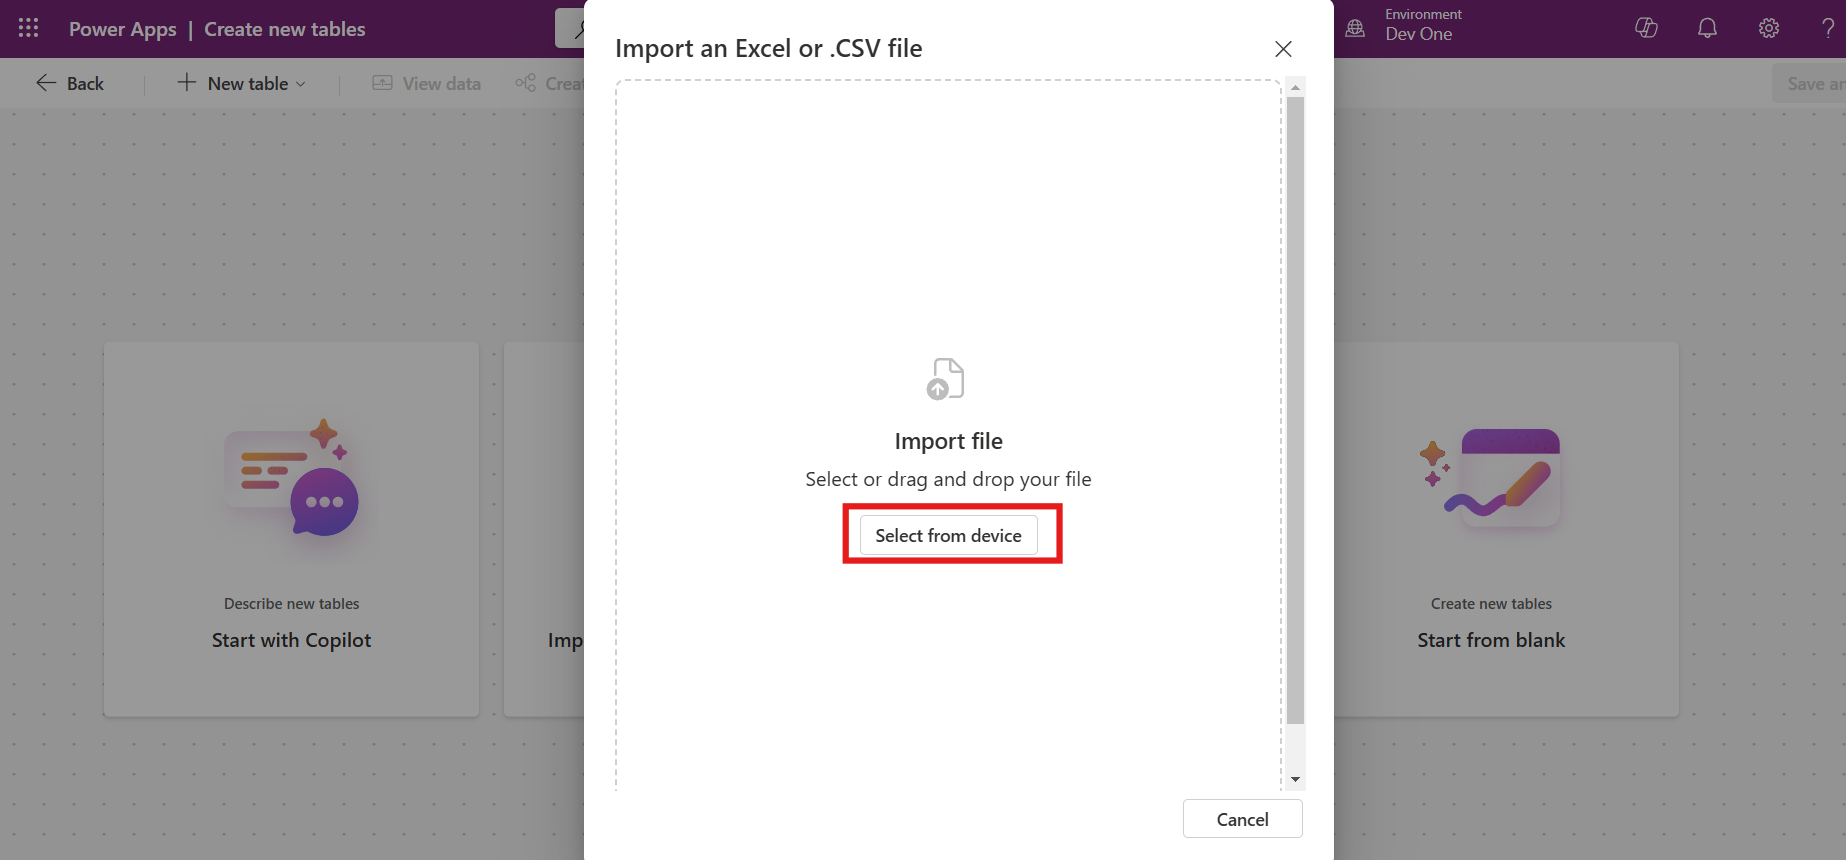 Power Apps | Create new tables
Import an Excel or .CSV file
Environment
Dev One
?
Back
New table
View data
Creat
Save an
Import file
Select or drag and drop your file
Select from device
Describe new tables
Start with Copilot
Imp
Create new tables
Start from blank
Cancel